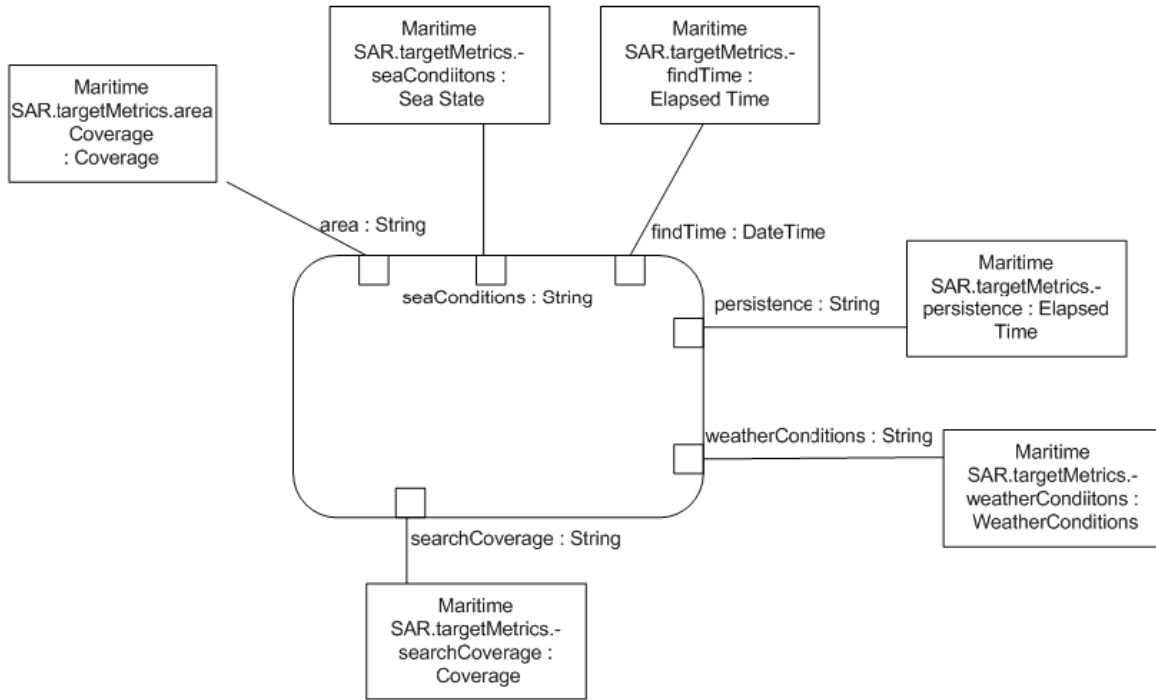 Maritime
SAR.targetMetrics.-
seaCondiitons :
Sea State
Maritime
SAR.targetMetrics.-
findTime :
Elapsed Time
Maritime
SAR.targetMetrics.area
Coverage
: Coverage
area : String
findTime : DateTime
seaConditions : String
Maritime
SAR.targetMetrics.-
persistence : Elapsed
Time
persistence : String
weatherConditions : String
Maritime
SAR.targetMetrics.-
weatherCondiitons :
WeatherConditions
searchCoverage : String
Maritime
SAR.targetMetrics.-
searchCoverage :
Coverage